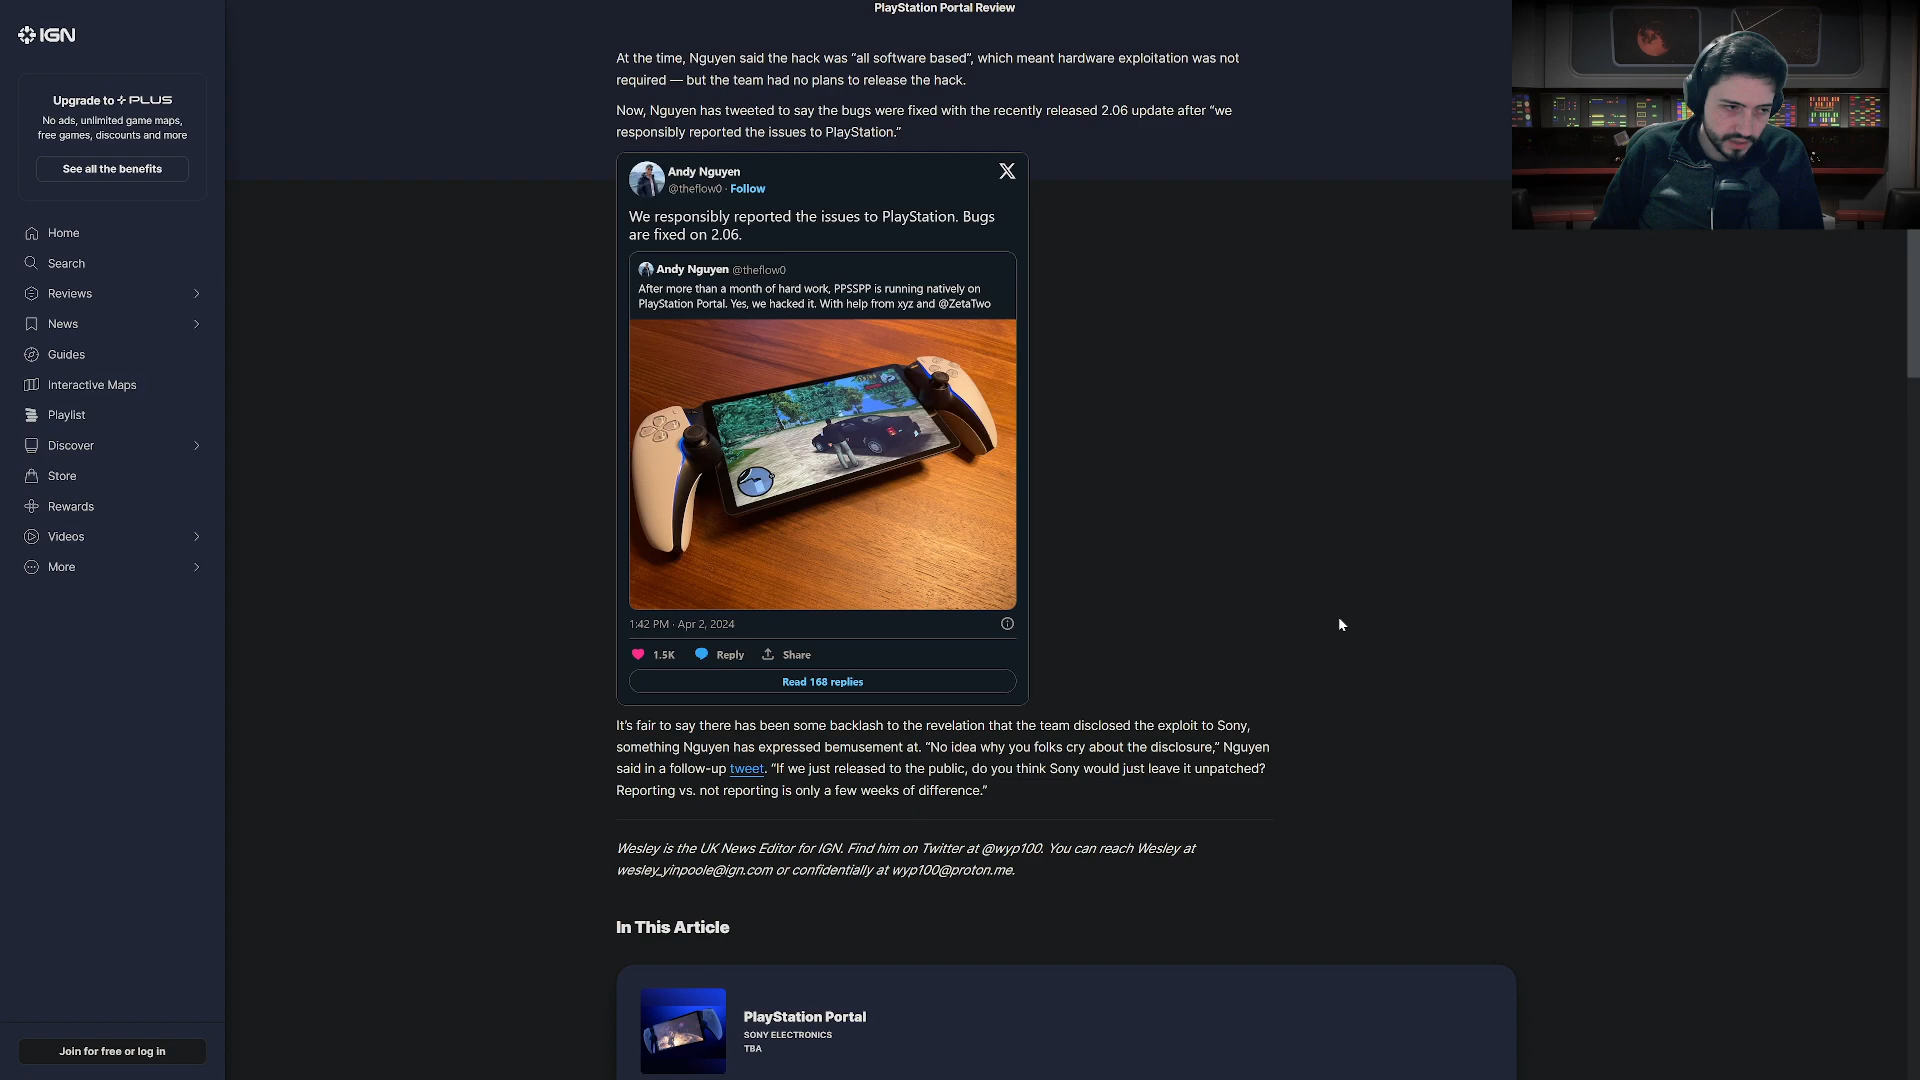 PlayStation Portal Review
IGN
Upgrade to PLUS
No ads, unlimited game maps,
free games, discounts and more
See all the benefits
Home
Search
Reviews
News
Guides
Interactive Maps
Playlist
Discover
Store
Rewards
Videos
More
Join for free or log in
At the time, Nguyen said the hack was “all software based”, which meant hardware exploitation was not
required — but the team had no plans to release the hack.
Now, Nguyen has tweeted to say the bugs were fixed with the recently released 2.06 update after “we
responsibly reported the issues to PlayStation.”
Andy Nguyen
@theflow0 · Follow
We responsibly reported the issues to PlayStation. Bugs
are fixed on 2.06.
Andy Nguyen @theflow0
After more than a month of hard work, PPSSPP is running natively on
PlayStation Portal. Yes, we hacked it. With help from xyz and @ZetaTwo
1:42 PM · Apr 2, 2024
1.5K Reply Share
Read 168 replies
It’s fair to say there has been some backlash to the revelation that the team disclosed the exploit to Sony,
something Nguyen has expressed bemusement at. “No idea why you folks cry about the disclosure,” Nguyen
said in a follow-up tweet. “If we just released to the public, do you think Sony would just leave it unpatched?
Reporting vs. not reporting is only a few weeks of difference.”
Wesley is the UK News Editor for IGN. Find him on Twitter at @wyp100. You can reach Wesley at
wesley_yinpoole@ign.com or confidentially at wyp100@proton.me.
In This Article
PlayStation Portal
SONY ELECTRONICS
TBA